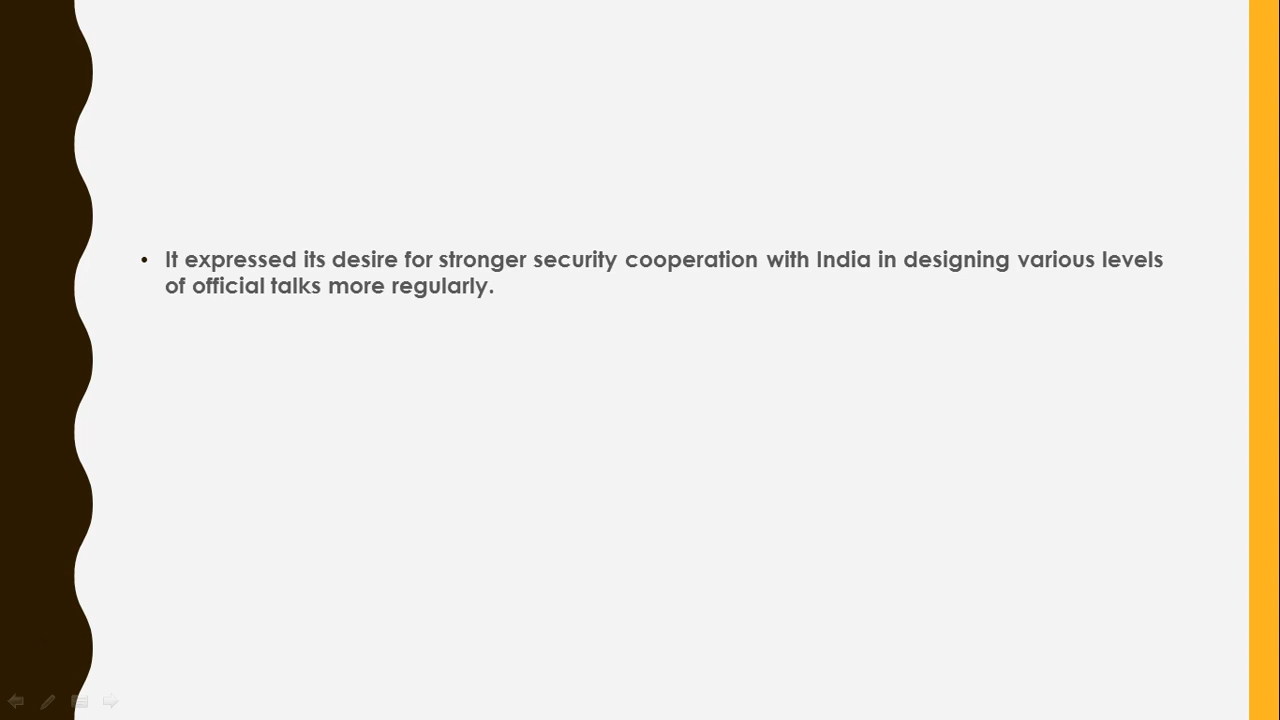 • It expressed its desire for stronger security cooperation with India in designing various levels
of official talks more regularly.